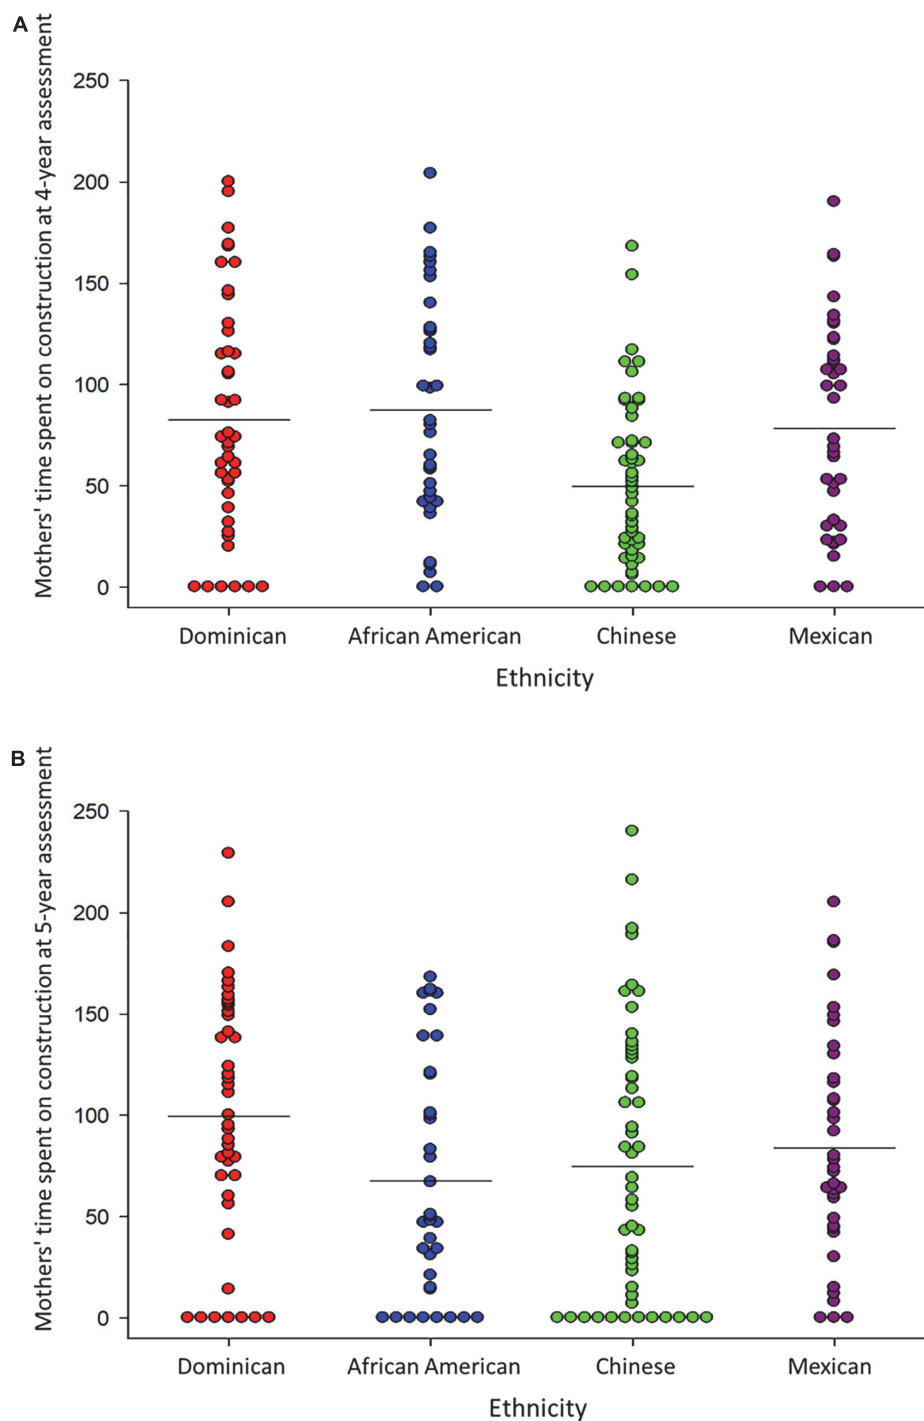 A
Mothers' time spent on construction at 4-year assessment
250
200
150
100
50
0
Dominican
African American
Chinese
Mexican
Ethnicity
B
Mothers' time spent on construction at 5-year assessment
250
200
150
100
50
0
Dominican
African American
Chinese
Mexican
Ethnicity